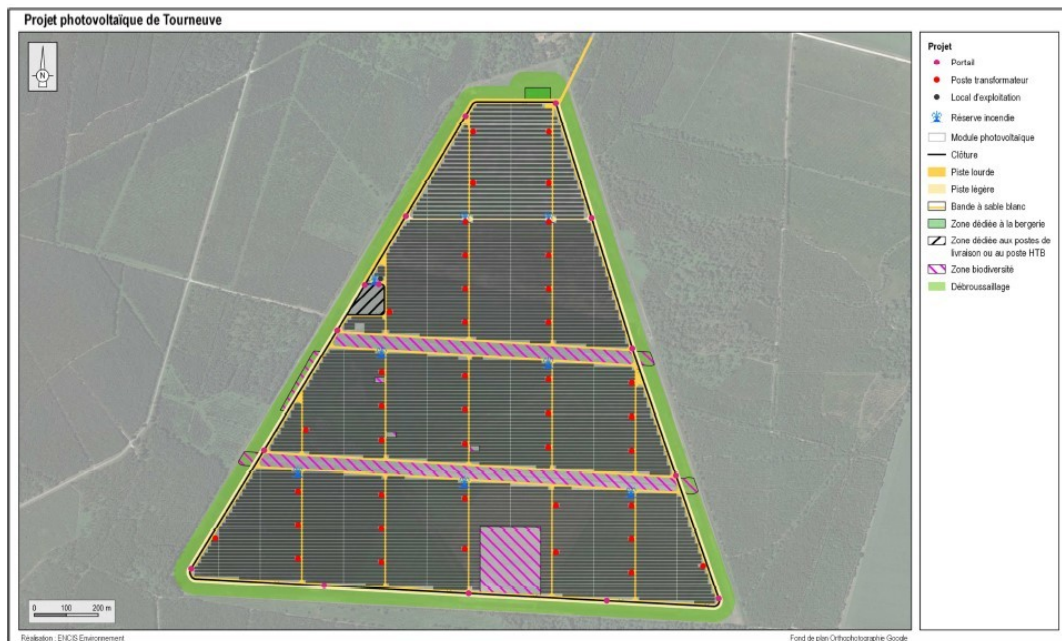 Projet photovoltaïque de Tourneuve
N
Projet
Portail
Poste transformateur
Local d'exploitation
Réserve incendie
Module photovoltaïque
Clôture
Piste lourde
Piste légère
Bande à sable blanc
Zone dédiée à la bergerie
Zone dédiée aux postes de
livraison ou au poste HTB
Zone biodiversité
Débroussaillage
0 100 200 m
Réalisation : ENCIS Environnement
Fond de plan Orthophotographie Google